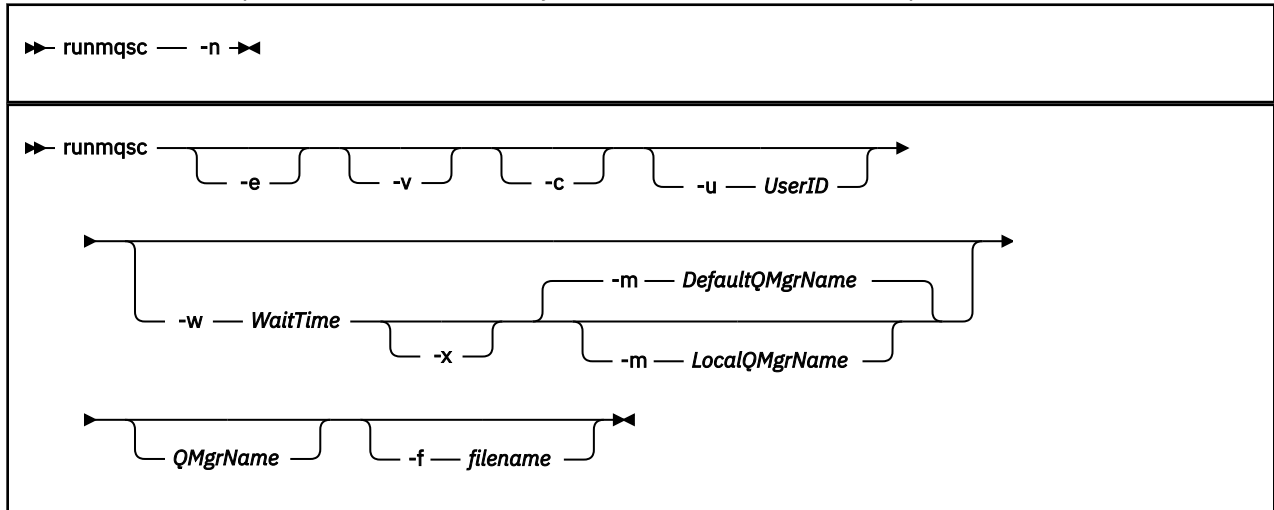 runmqsc -n
runmqsc
-e -v -c -u UserID
-m DefaultQMgrName
-w WaitTime
-x -m LocalQMgrName
QMgrName -f filename